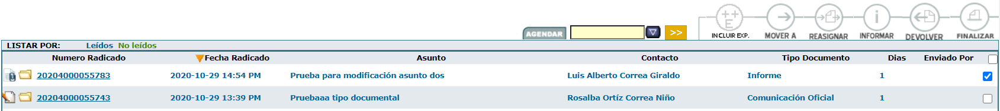 AGENDAR >> ++ E i
INCLUIR EXP. MOVER A REASIGNAR INFORMAR DEVOLVER FINALIZAR
LISTAR POR: Leídos No leídos
Numero Radicado Fecha Radicado Asunto Contacto Tipo Documento Dias Enviado Por
20204000055783 2020-10-29 14:54 PM Prueba para modificación asunto dos Luis Alberto Correa Giraldo Informe 1
20204000055743 2020-10-29 13:39 PM Pruebaaa tipo documental Rosalba Ortíz Correa Niño Comunicación Oficial 1